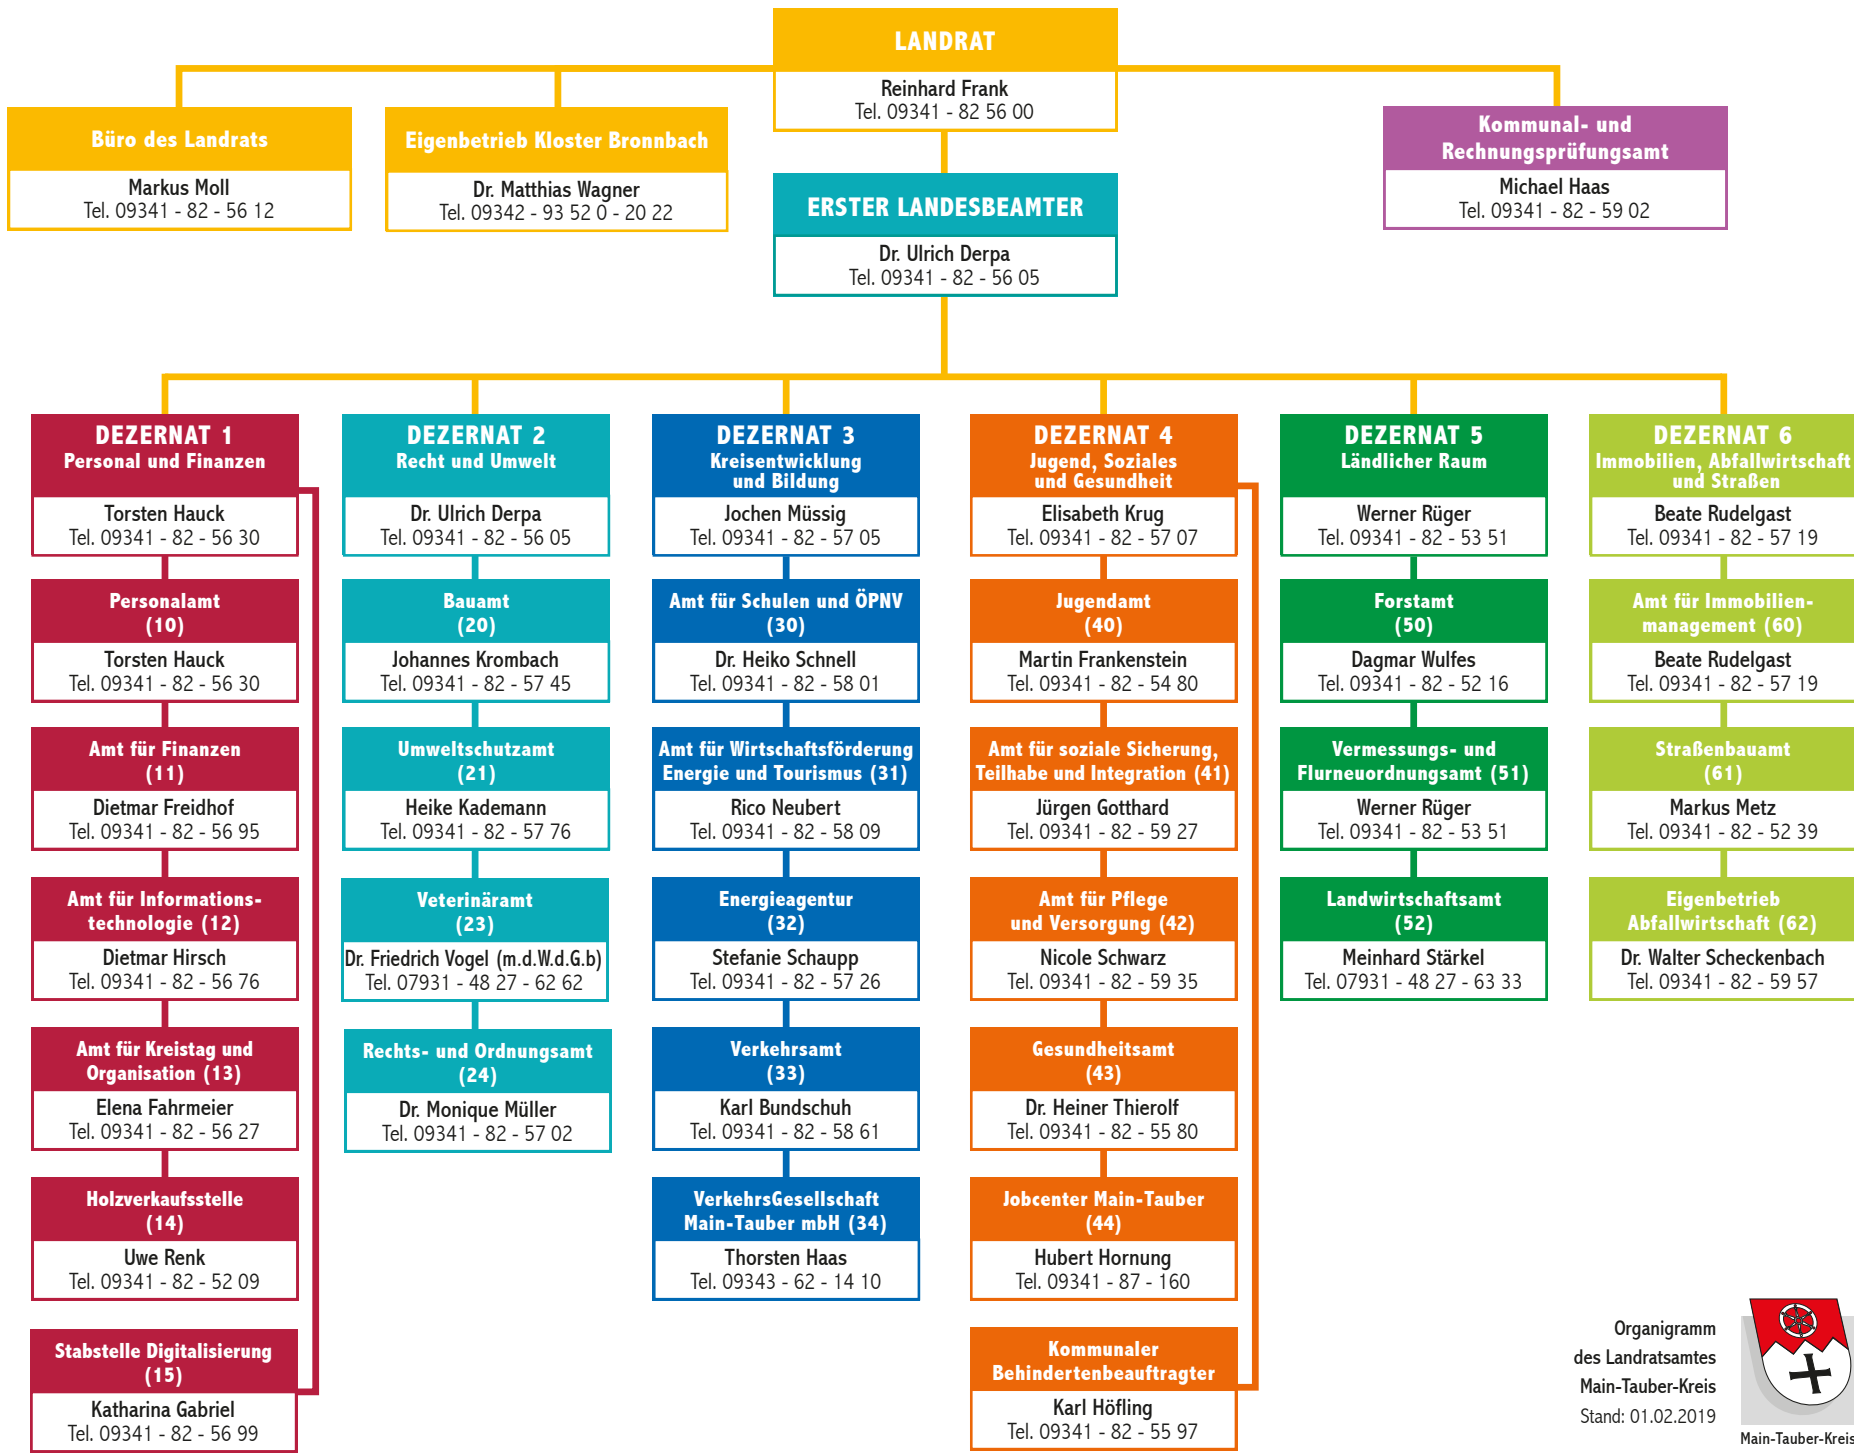 LANDRAT
Reinhard Frank
Tel. 09341 - 82 56 00
Büro des Landrats
Markus Moll
Tel. 09341 - 82 - 56 12
Eigenbetrieb Kloster Bronnbach
Dr. Matthias Wagner
Tel. 09342 - 93 52 0 - 20 22
Kommunal- und
Rechnungsprüfungsamt
Michael Haas
Tel. 09341 - 82 - 59 02
ERSTER LANDESBEAMTER
Dr. Ulrich Derpa
Tel. 09341 - 82 - 56 05
DEZERNAT 1
Personal und Finanzen
Torsten Hauck
Tel. 09341 - 82 - 56 30
Personalamt
(10)
Torsten Hauck
Tel. 09341 - 82 - 56 30
Amt für Finanzen
(11)
Dietmar Freidhof
Tel. 09341 - 82 - 56 95
Amt für Informations-
technologie (12)
Dietmar Hirsch
Tel. 09341 - 82 - 56 76
Amt für Kreistag und
Organisation (13)
Elena Fahrmeier
Tel. 09341 - 82 - 56 27
Holzverkaufsstelle
(14)
Uwe Renk
Tel. 09341 - 82 - 52 09
Stabstelle Digitalisierung
(15)
Katharina Gabriel
Tel. 09341 - 82 - 56 99
DEZERNAT 2
Recht und Umwelt
Dr. Ulrich Derpa
Tel. 09341 - 82 - 56 05
Bauamt
(20)
Johannes Krombach
Tel. 09341 - 82 - 57 45
Umweltschutzamt
(21)
Heike Kademann
Tel. 09341 - 82 - 57 76
Veterinäramt
(23)
Dr. Friedrich Vogel (m.d.W.d.G.b)
Tel. 07931 - 48 27 - 62 62
Rechts- und Ordnungsamt
(24)
Dr. Monique Müller
Tel. 09341 - 82 - 57 02
DEZERNAT 3
Kreisentwicklung
und Bildung
Jochen Müssig
Tel. 09341 - 82 - 57 05
Amt für Schulen und ÖPNV
(30)
Dr. Heiko Schnell
Tel. 09341 - 82 - 58 01
Amt für Wirtschaftsförderung
Energie und Tourismus (31)
Rico Neubert
Tel. 09341 - 82 - 58 09
Energieagentur
(32)
Stefanie Schaupp
Tel. 09341 - 82 - 57 26
Verkehrsamt
(33)
Karl Bundschuh
Tel. 09341 - 82 - 58 61
VerkehrsGesellschaft
Main-Tauber mbH (34)
Thorsten Haas
Tel. 09343 - 62 - 14 10
DEZERNAT 4
Jugend, Soziales
und Gesundheit
Elisabeth Krug
Tel. 09341 - 82 - 57 07
Jugendamt
(40)
Martin Frankenstein
Tel. 09341 - 82 - 54 80
Amt für soziale Sicherung,
Teilhabe und Integration (41)
Jürgen Gotthard
Tel. 09341 - 82 - 59 27
Amt für Pflege
und Versorgung (42)
Nicole Schwarz
Tel. 09341 - 82 - 59 35
Gesundheitsamt
(43)
Dr. Heiner Thierolf
Tel. 09341 - 82 - 55 80
Jobcenter Main-Tauber
(44)
Hubert Hornung
Tel. 09341 - 87 - 160
Kommunaler
Behindertenbeauftragter
Karl Höfling
Tel. 09341 - 82 - 55 97
DEZERNAT 5
Ländlicher Raum
Werner Rüger
Tel. 09341 - 82 - 53 51
Forstamt
(50)
Dagmar Wulfes
Tel. 09341 - 82 - 52 16
Vermessungs- und
Flurneuordnungsamt (51)
Werner Rüger
Tel. 09341 - 82 - 53 51
Landwirtschaftsamt
(52)
Meinhard Stärkel
Tel. 07931 - 48 27 - 63 33
DEZERNAT 6
Immobilien, Abfallwirtschaft
und Straßen
Beate Rudelgast
Tel. 09341 - 82 - 57 19
Amt für Immobilien-
management (60)
Beate Rudelgast
Tel. 09341 - 82 - 57 19
Straßenbauamt
(61)
Markus Metz
Tel. 09341 - 82 - 52 39
Eigenbetrieb
Abfallwirtschaft (62)
Dr. Walter Scheckenbach
Tel. 09341 - 82 - 59 57
Organigramm
des Landratsamtes
Main-Tauber-Kreis
Stand: 01.02.2019
Main-Tauber-Kreis